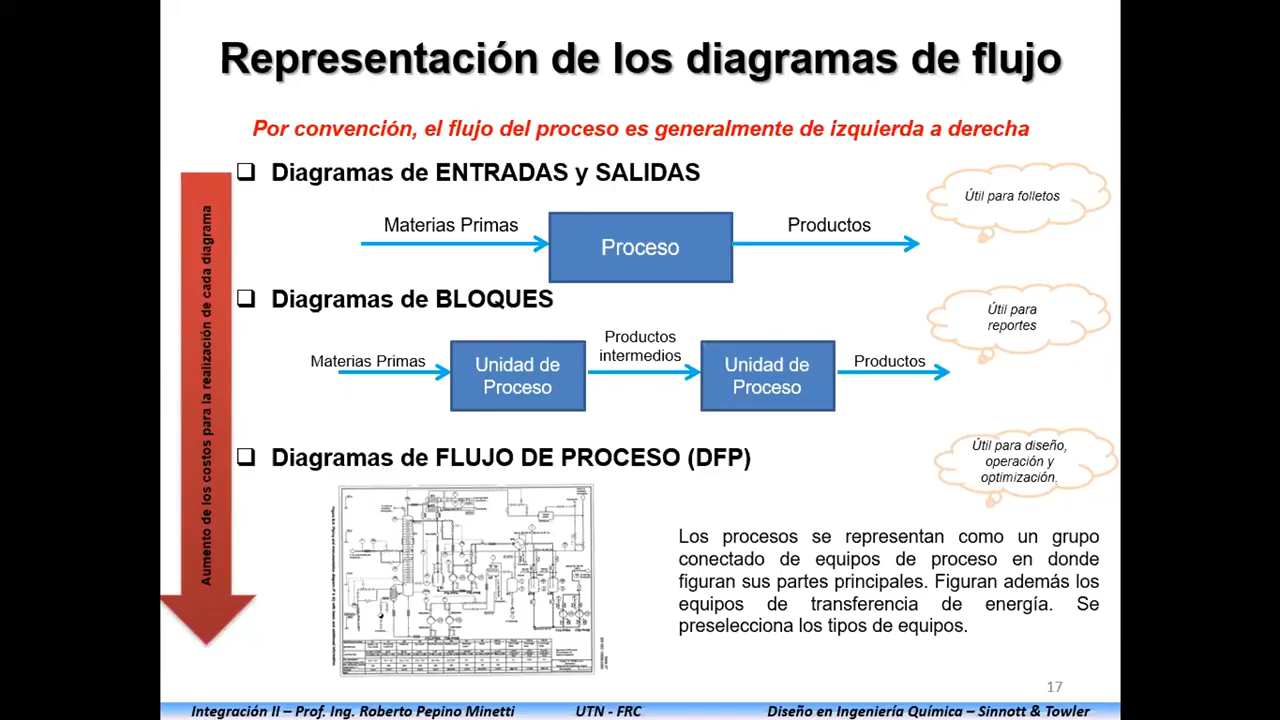 Representación de los diagramas de flujo
Por convención, el flujo del proceso es generalmente de izquierda a derecha
Aumento de los costos para la realización de cada diagrama
Diagramas de ENTRADAS y SALIDAS
Útil para folletos
Materias Primas
Proceso
Productos
Diagramas de BLOQUES
Útil para
reportes
Materias Primas
Unidad de
Proceso
Productos
intermedios
Unidad de
Proceso
Productos
Diagramas de FLUJO DE PROCESO (DFP)
Útil para diseño,
operación y
optimización.
Los procesos se representan como un grupo
conectado de equipos de proceso en donde
figuran sus partes principales. Figuran además los
equipos de transferencia de energía. Se
preselecciona los tipos de equipos.
17
Integración II – Prof. Ing. Roberto Pepino Minetti
UTN - FRC
Diseño en Ingeniería Química – Sinnott & Towler